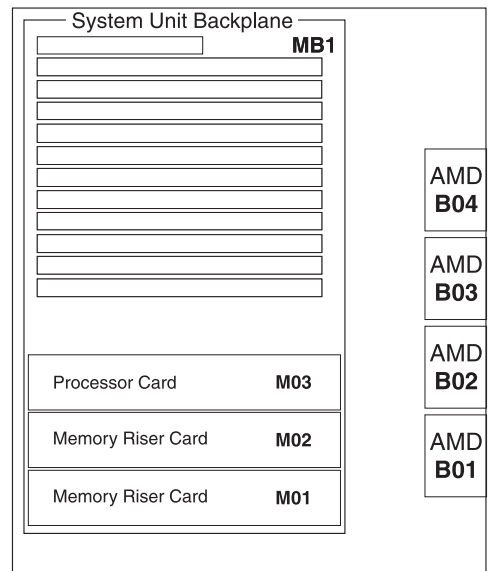 System Unit Backplane
MB1
AMD
B04
AMD
B03
AMD
B02
AMD
B01
Processor Card M03
Memory Riser Card M02
Memory Riser Card M01